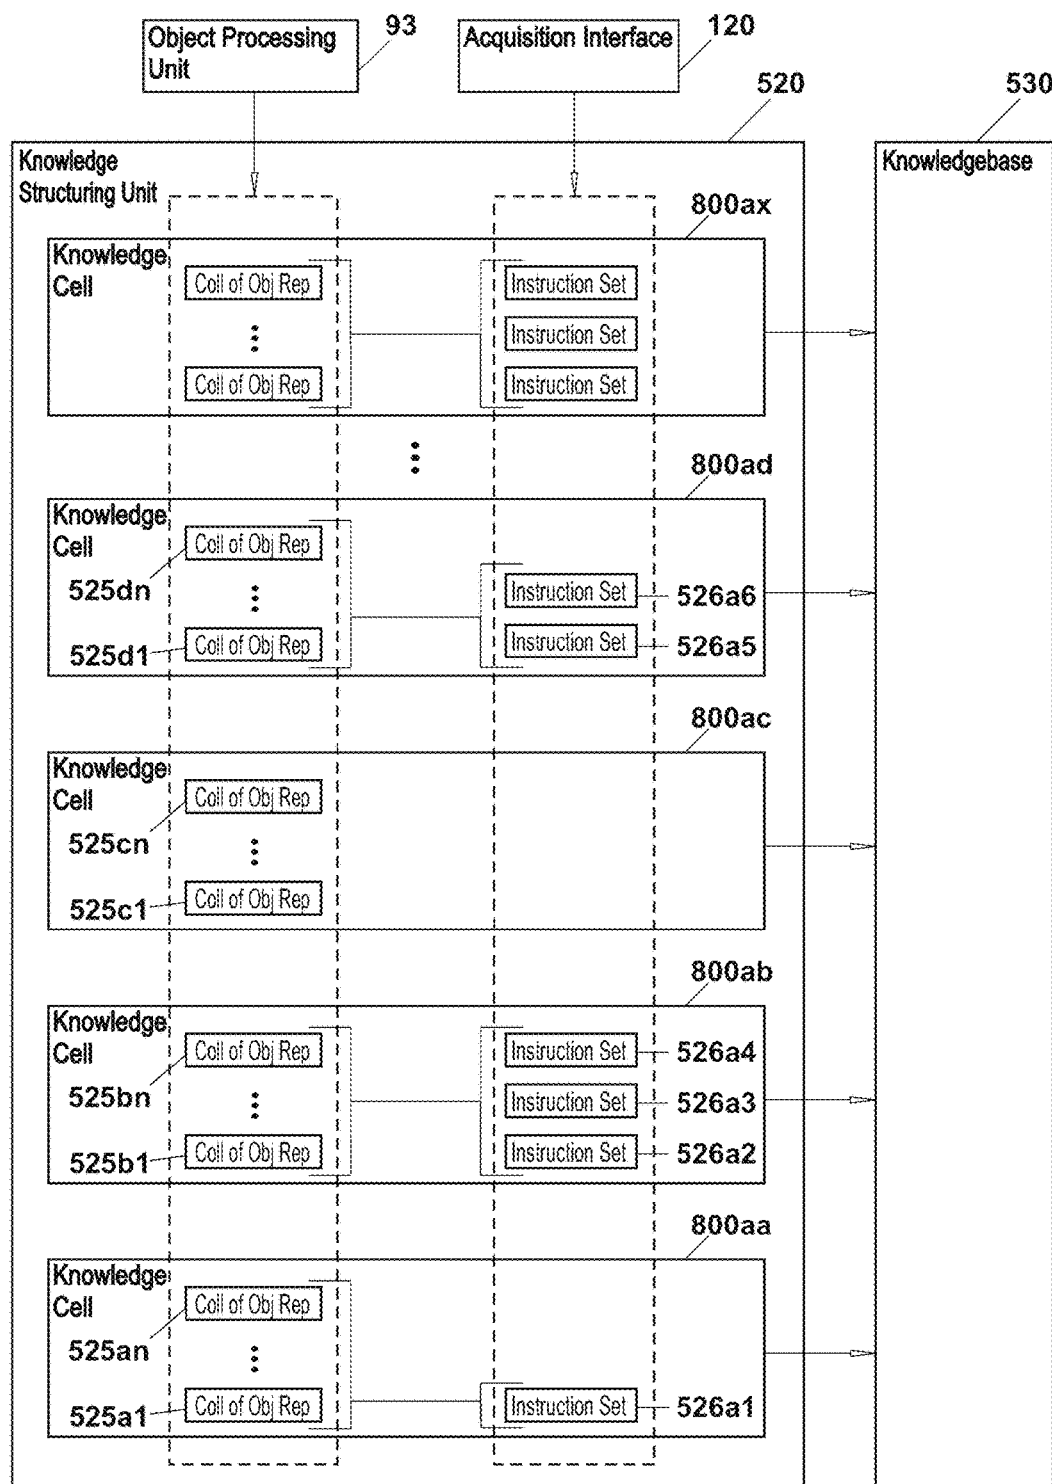 Object Processing
Unit
93
Acquisition Interface
120
520
530
Knowledge
Structuring Unit
Knowledgebase
800ax
Knowledge
Cell
Coll of Obj Rep
Instruction Set
Instruction Set
Coll of Obj Rep
Instruction Set
800ad
Knowledge
Cell
Coll of Obj Rep
525dn
Instruction Set
526a6
Coll of Obj Rep
525d1
Instruction Set
526a5
800ac
Knowledge
Cell
Coll of Obj Rep
525cn
Coll of Obj Rep
525c1
800ab
Knowledge
Cell
Coll of Obj Rep
Instruction Set
526a4
525bn
Instruction Set
526a3
Coll of Obj Rep
525b1
Instruction Set
526a2
800aa
Knowledge
Cell
Coll of Obj Rep
525an
Coll of Obj Rep
525a1
Instruction Set
526a1